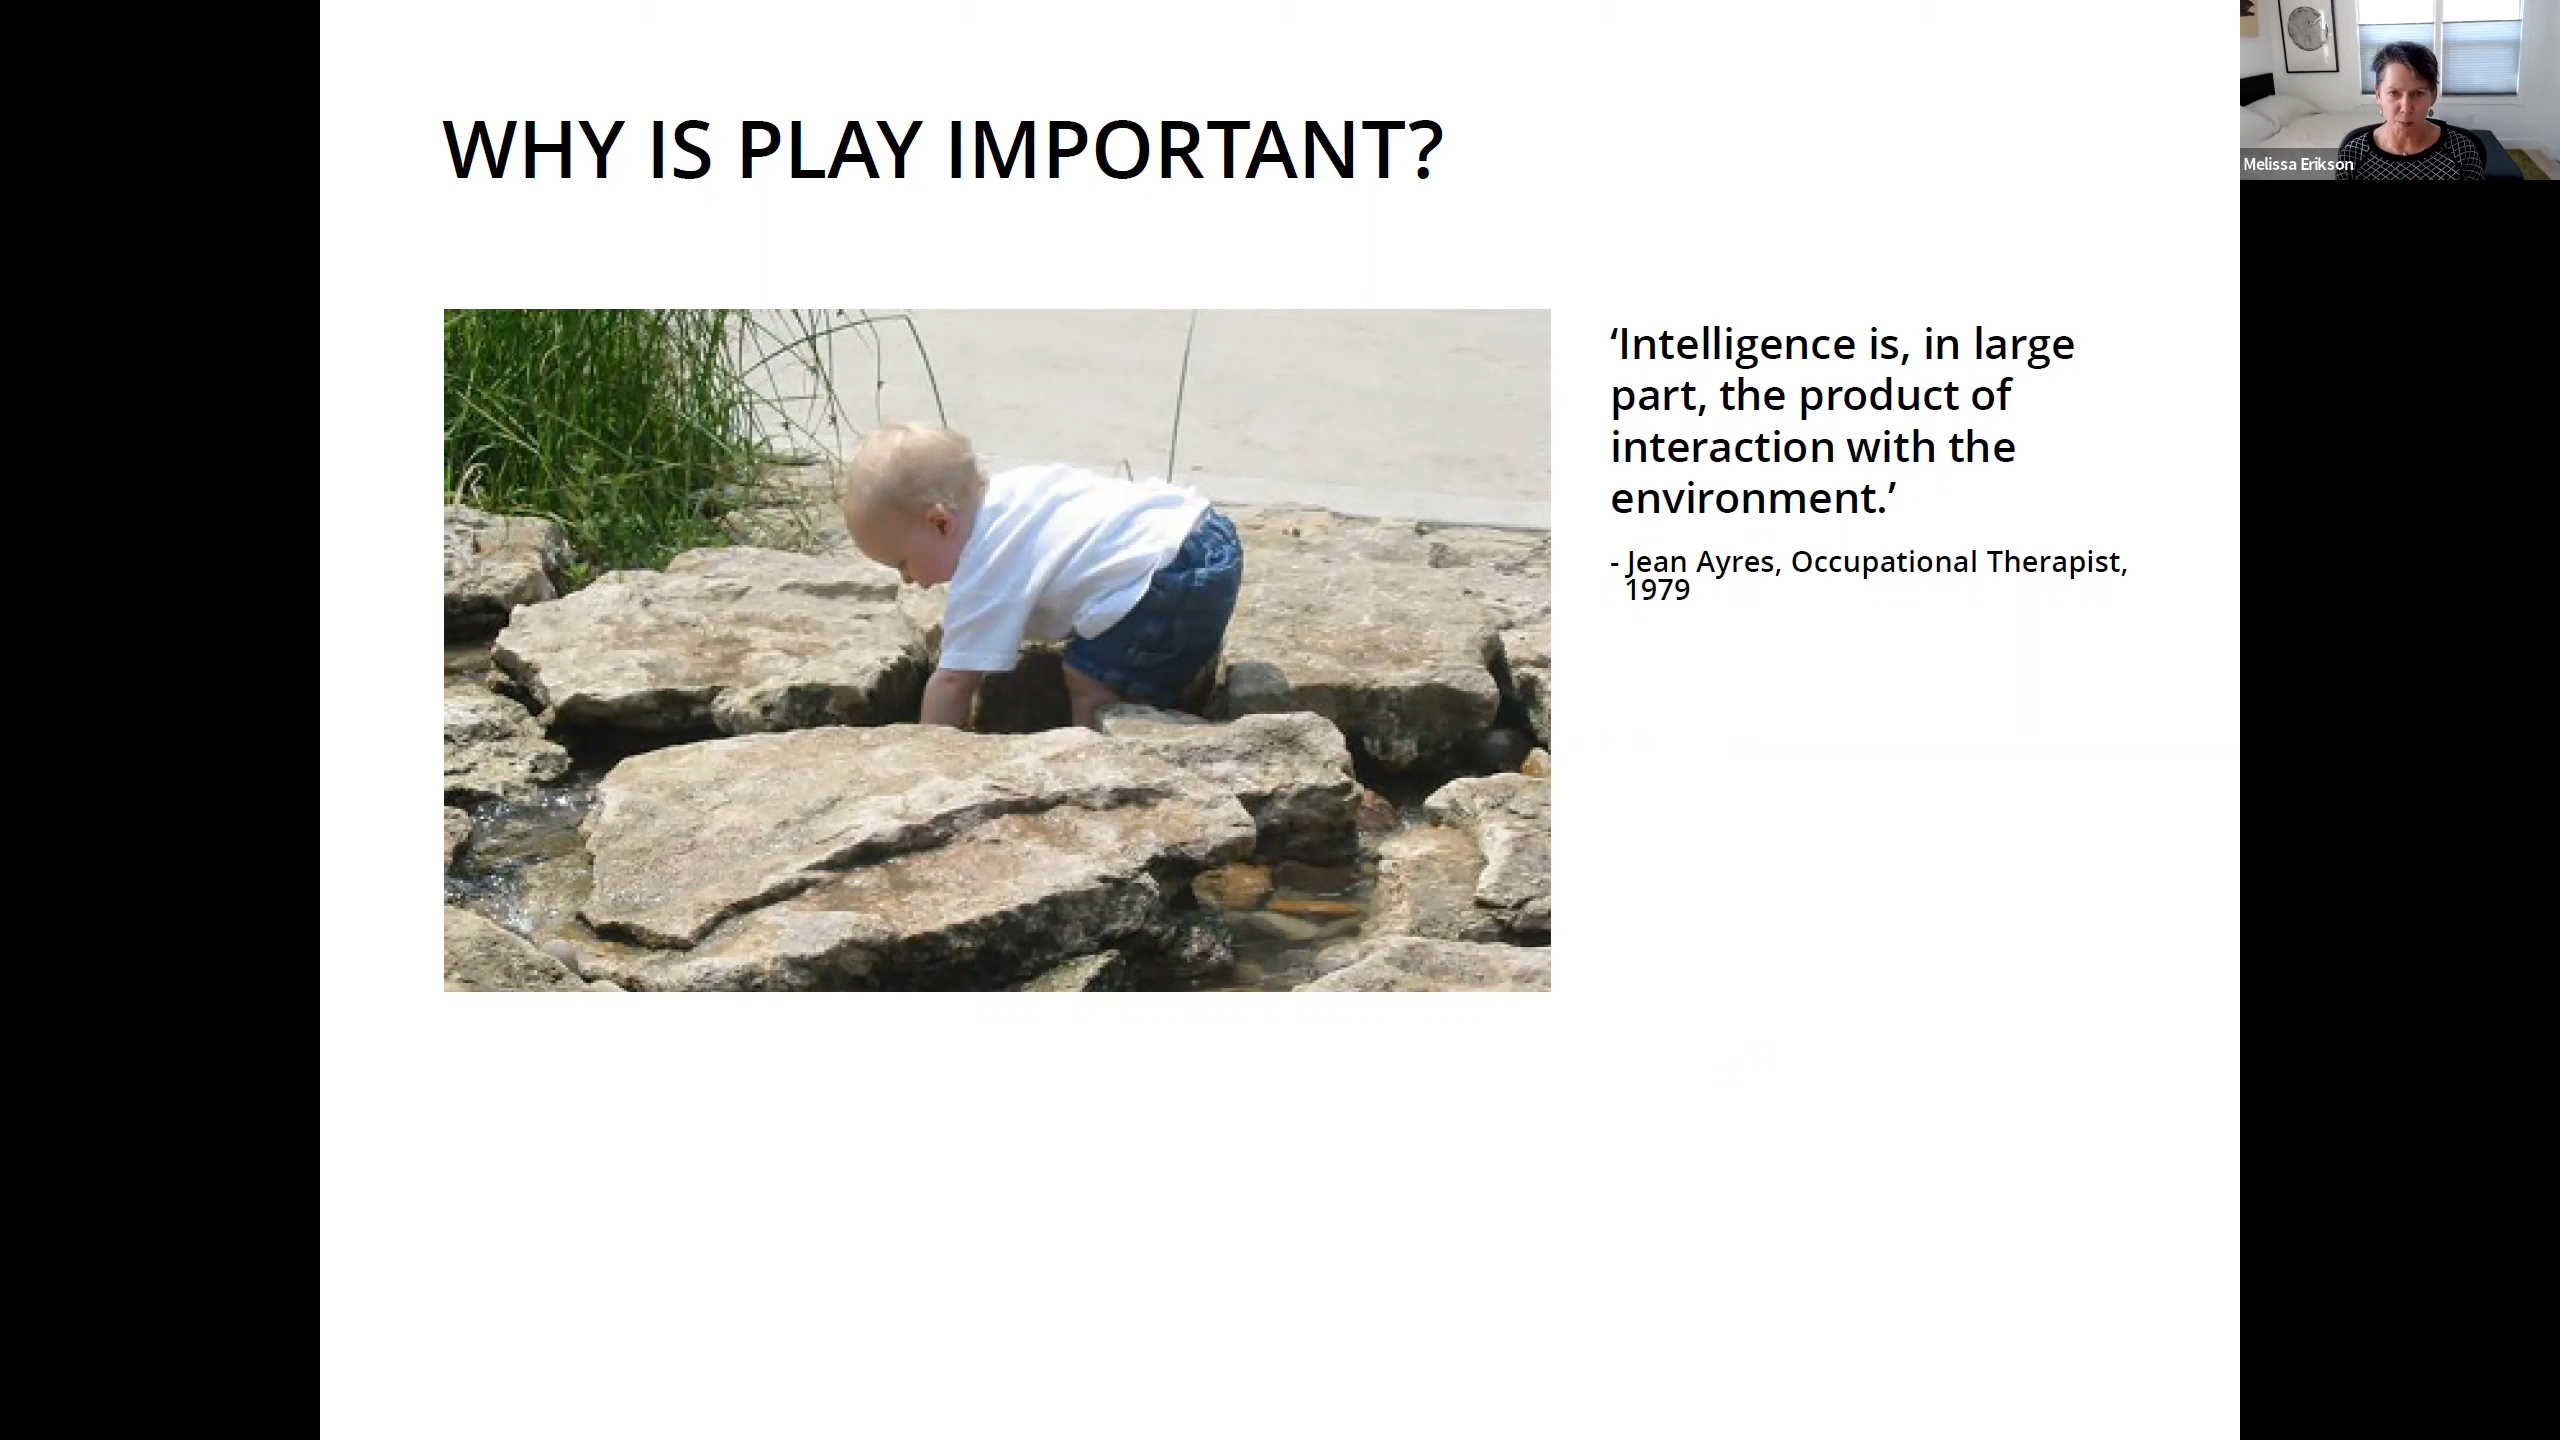 WHY IS PLAY IMPORTANT?
‘Intelligence is, in large
part, the product of
interaction with the
environment.’
- Jean Ayres, Occupational Therapist,
1979
Melissa Erikson